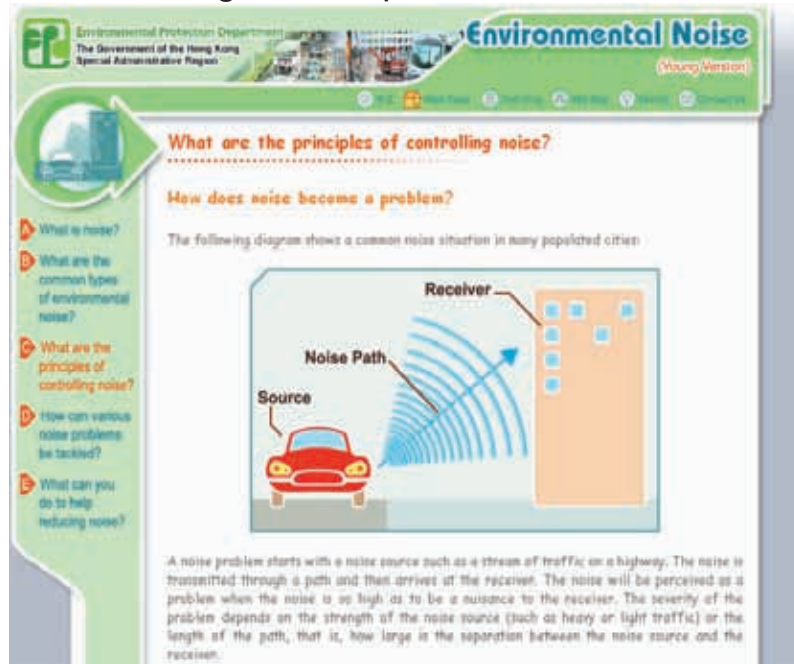 Environmental Protection Department
The Government of the Hong Kong
Special Administrative Region
Environmental Noise
(Young Version)
What are the principles of controlling noise?
How does noise become a problem?
The following diagram shows a common noise situation in many populated cities:
A What is noise?
B What are the
common types
of environmental
noise?
C What are the
principles of
controlling noise?
D How can various
noise problems
be tackled?
E What can you
do to help
reducing noise?
Receiver
Noise Path
Source
A noise problem starts with a noise source such as a stream of traffic on a highway. The noise is
transmitted through a path and then arrives at the receiver. The noise will be perceived as a
problem when the noise is so high as to be a nuisance to the receiver. The severity of the
problem depends on the strength of the noise source (such as heavy or light traffic) or the
length of the path, that is, how large is the separation between the noise source and the
receiver.